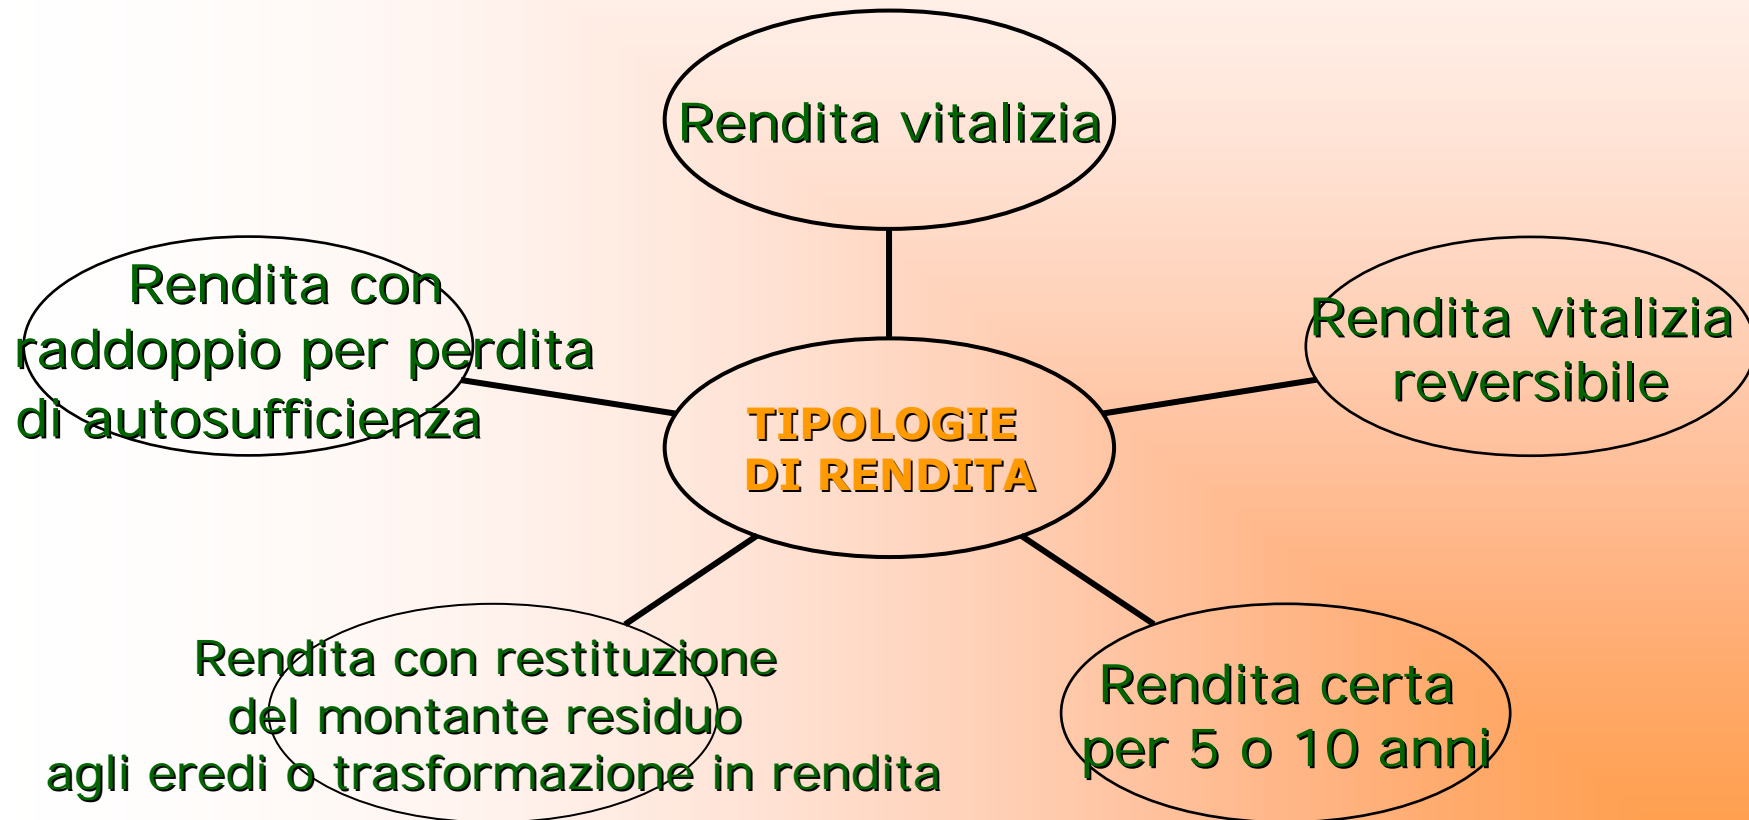 Rendita vitalizia
Rendita con
raddoppio per perdita
di autosufficienza
Rendita vitalizia
reversibile
TIPOLOGIE
DI RENDITA
Rendita con restituzione
del montante residuo
agli eredi o trasformazione in rendita
Rendita certa
per 5 o 10 anni